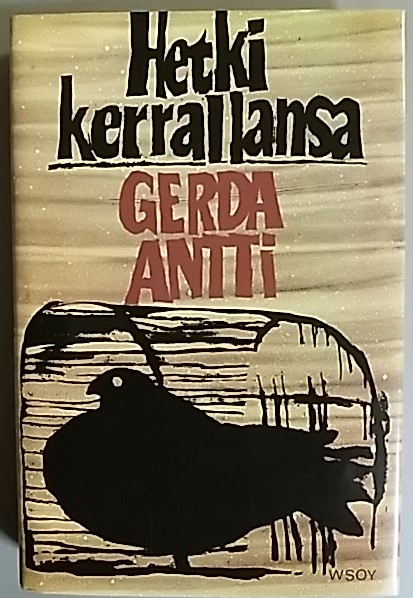 Hetki
kerrallansa
GERDA
ANTTi
WSOY